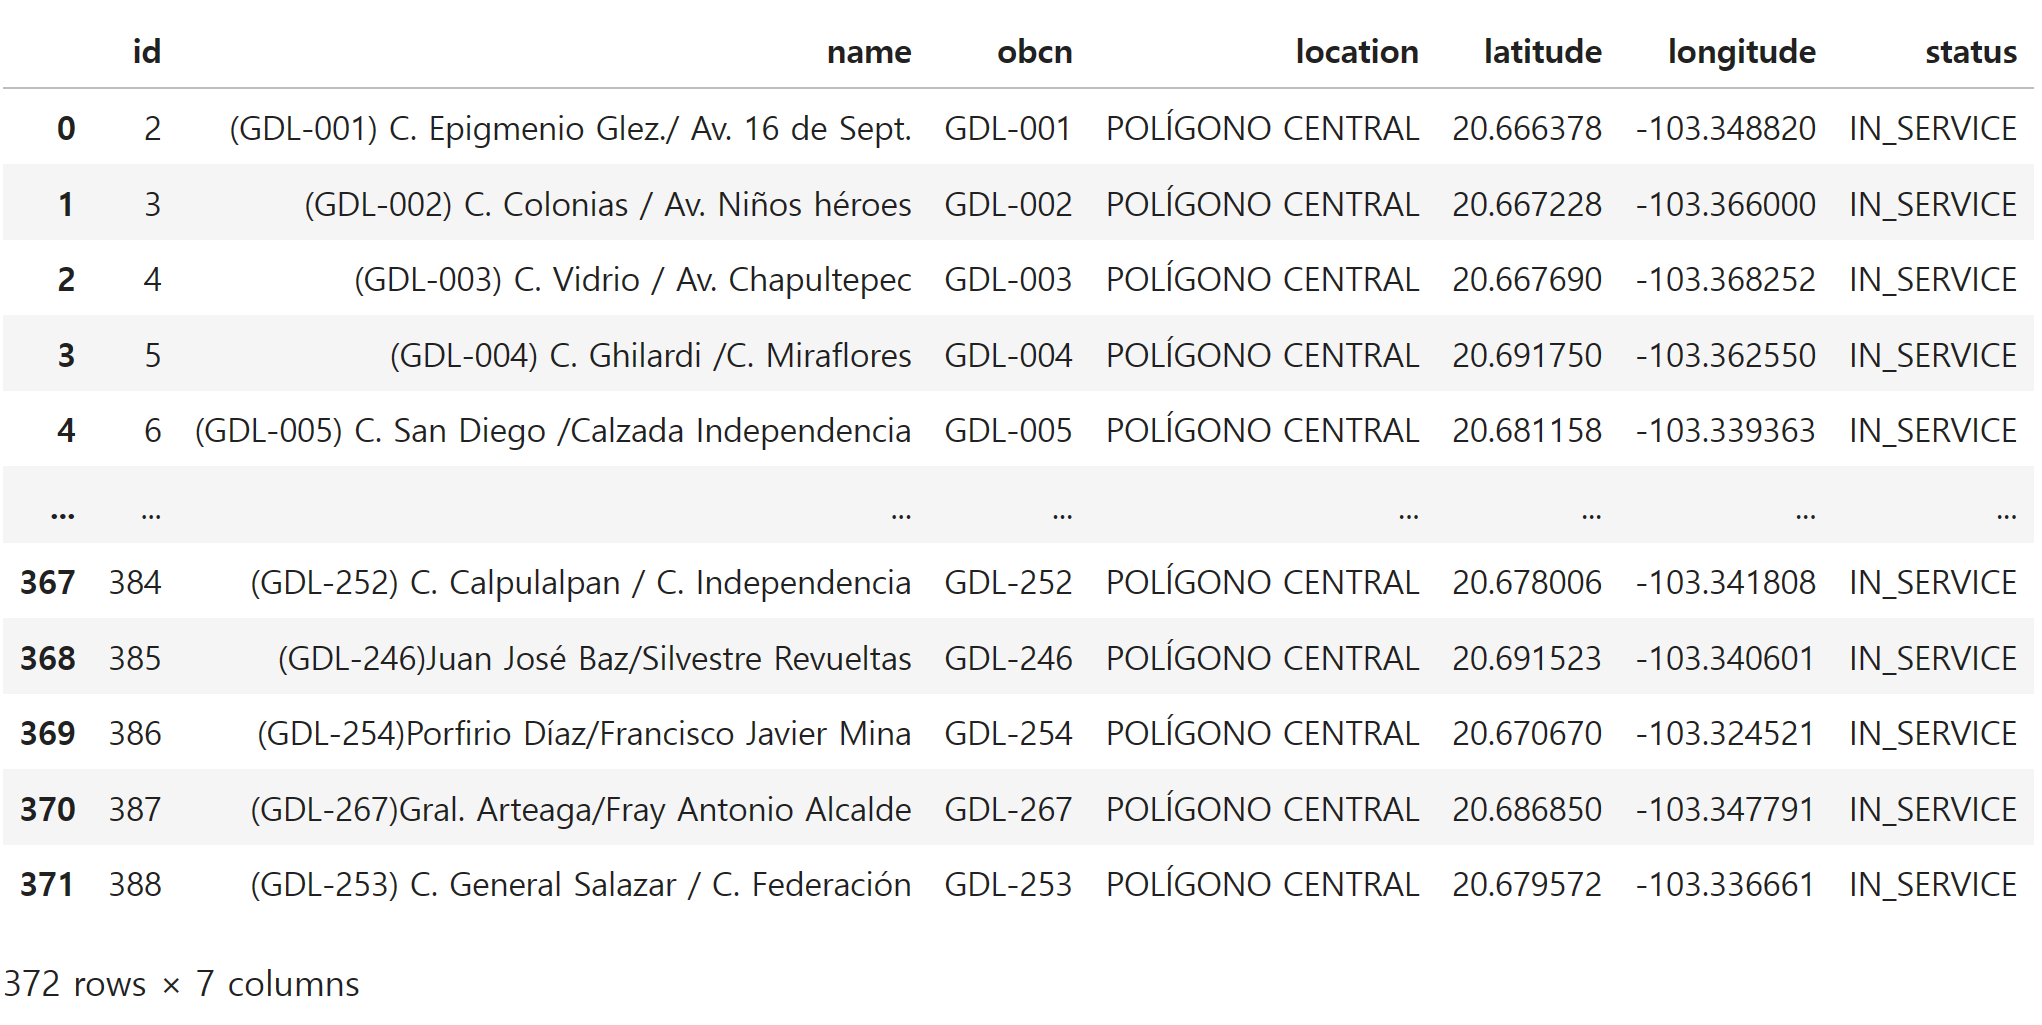 id name obcn location latitude longitude status
0 2 (GDL-001) C. Epigmenio Glez./ Av. 16 de Sept. GDL-001 POLÍGONO CENTRAL 20.666378 -103.348820 IN_SERVICE
1 3 (GDL-002) C. Colonias / Av. Niños héroes GDL-002 POLÍGONO CENTRAL 20.667228 -103.366000 IN_SERVICE
2 4 (GDL-003) C. Vidrio / Av. Chapultepec GDL-003 POLÍGONO CENTRAL 20.667690 -103.368252 IN_SERVICE
3 5 (GDL-004) C. Ghilardi /C. Miraflores GDL-004 POLÍGONO CENTRAL 20.691750 -103.362550 IN_SERVICE
4 6 (GDL-005) C. San Diego /Calzada Independencia GDL-005 POLÍGONO CENTRAL 20.681158 -103.339363 IN_SERVICE
... ... ... ... ... ... ... ...
367 384 (GDL-252) C. Calpulalpan / C. Independencia GDL-252 POLÍGONO CENTRAL 20.678006 -103.341808 IN_SERVICE
368 385 (GDL-246)Juan José Baz/Silvestre Revueltas GDL-246 POLÍGONO CENTRAL 20.691523 -103.340601 IN_SERVICE
369 386 (GDL-254)Porfirio Díaz/Francisco Javier Mina GDL-254 POLÍGONO CENTRAL 20.670670 -103.324521 IN_SERVICE
370 387 (GDL-267)Gral. Arteaga/Fray Antonio Alcalde GDL-267 POLÍGONO CENTRAL 20.686850 -103.347791 IN_SERVICE
371 388 (GDL-253) C. General Salazar / C. Federación GDL-253 POLÍGONO CENTRAL 20.679572 -103.336661 IN_SERVICE
372 rows × 7 columns